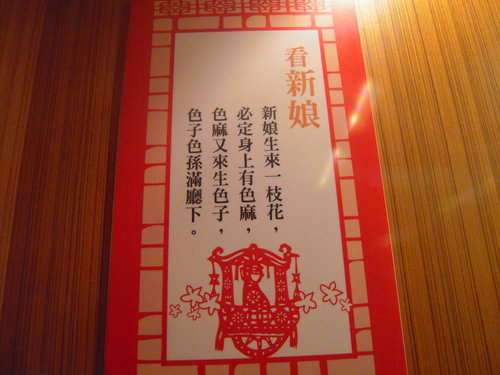 看新娘
新娘生來一枝花，
必定身上有色麻，
色麻又來生色子，
色子色孫滿廳下。